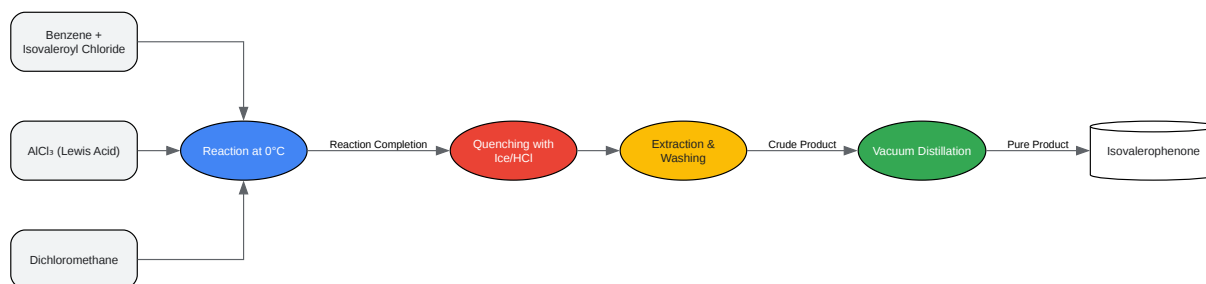 Benzene +
Isovaleroyl Chloride
AlCl₃ (Lewis Acid)
Dichloromethane
Reaction at 0°C
Reaction Completion
Quenching with
Ice/HCl
Extraction &
Washing
Crude Product
Vacuum Distillation
Pure Product
Isovalerophenone